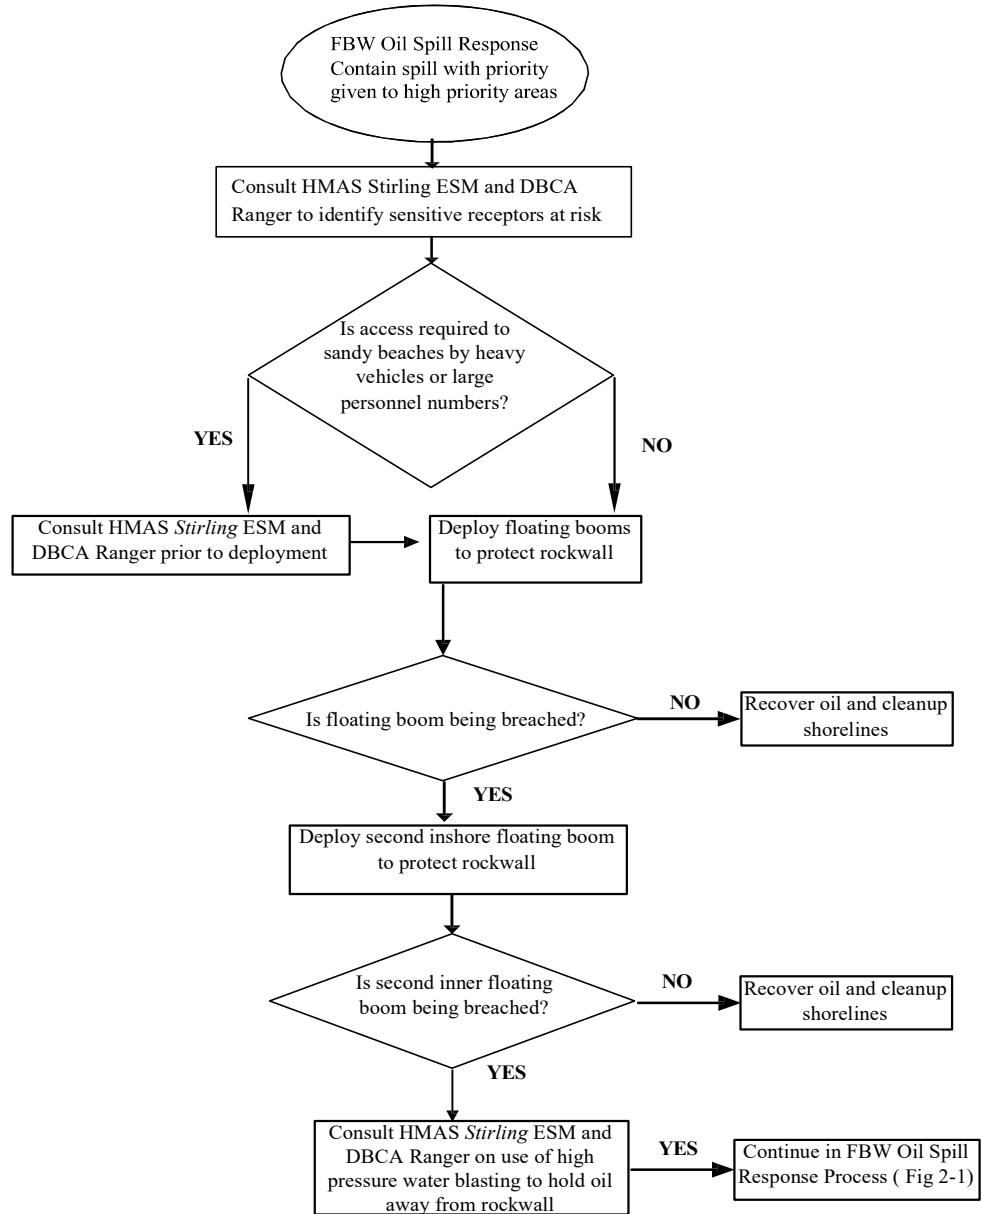 FBW Oil Spill Response
Contain spill with priority
given to high priority areas
Consult HMAS Stirling ESM and DBCA
Ranger to identify sensitive receptors at risk
Is access required to
sandy beaches by heavy
vehicles or large
personnel numbers?
YES
NO
Consult HMAS Stirling ESM and
DBCA Ranger prior to deployment
Deploy floating booms
to protect rockwall
Is floating boom being breached?
NO
Recover oil and cleanup
shorelines
YES
Deploy second inshore floating boom
to protect rockwall
Is second inner floating
boom being breached?
NO
Recover oil and cleanup
shorelines
YES
Consult HMAS Stirling ESM and
DBCA Ranger on use of high
pressure water blasting to hold oil
away from rockwall
YES
Continue in FBW Oil Spill
Response Process ( Fig 2-1)